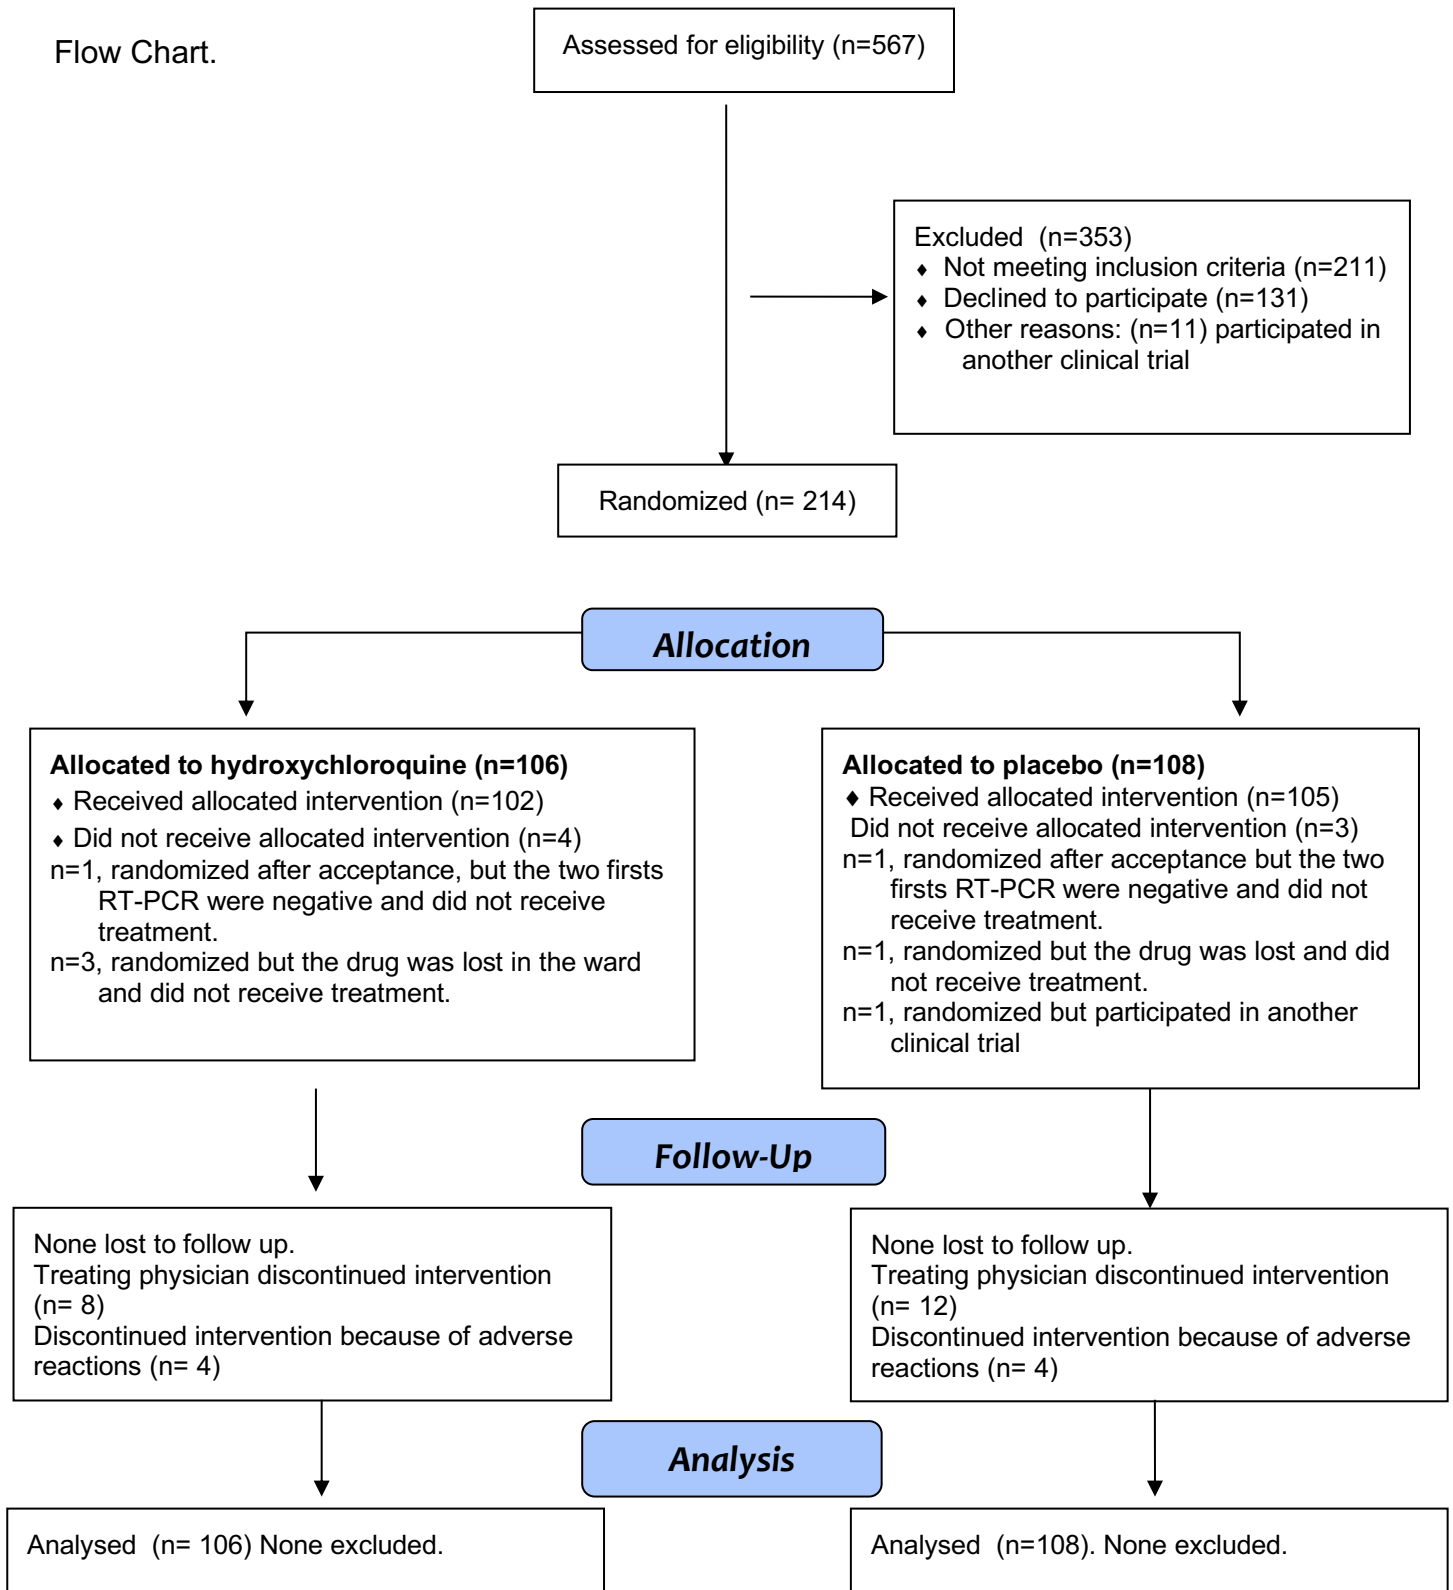 Flow Chart.
Assessed for eligibility (n=567)
Excluded  (n=353)
♦ Not meeting inclusion criteria (n=211)
♦ Declined to participate (n=131)
♦ Other reasons: (n=11) participated in
another clinical trial
Randomized (n= 214)
Allocation
Allocated to hydroxychloroquine (n=106)
♦ Received allocated intervention (n=102)
♦ Did not receive allocated intervention (n=4)
n=1, randomized after acceptance, but the two firsts
RT-PCR were negative and did not receive
treatment.
n=3, randomized but the drug was lost in the ward
and did not receive treatment.
Allocated to placebo (n=108)
♦ Received allocated intervention (n=105)
Did not receive allocated intervention (n=3)
n=1, randomized after acceptance but the two
firsts RT-PCR were negative and did not
receive treatment.
n=1, randomized but the drug was lost and did
not receive treatment.
n=1, randomized but participated in another
clinical trial
Follow-Up
None lost to follow up.
Treating physician discontinued intervention
(n= 8)
Discontinued intervention because of adverse
reactions (n= 4)
None lost to follow up.
Treating physician discontinued intervention
(n= 12)
Discontinued intervention because of adverse
reactions (n= 4)
Analysis
Analysed  (n= 106) None excluded.
Analysed  (n=108). None excluded.